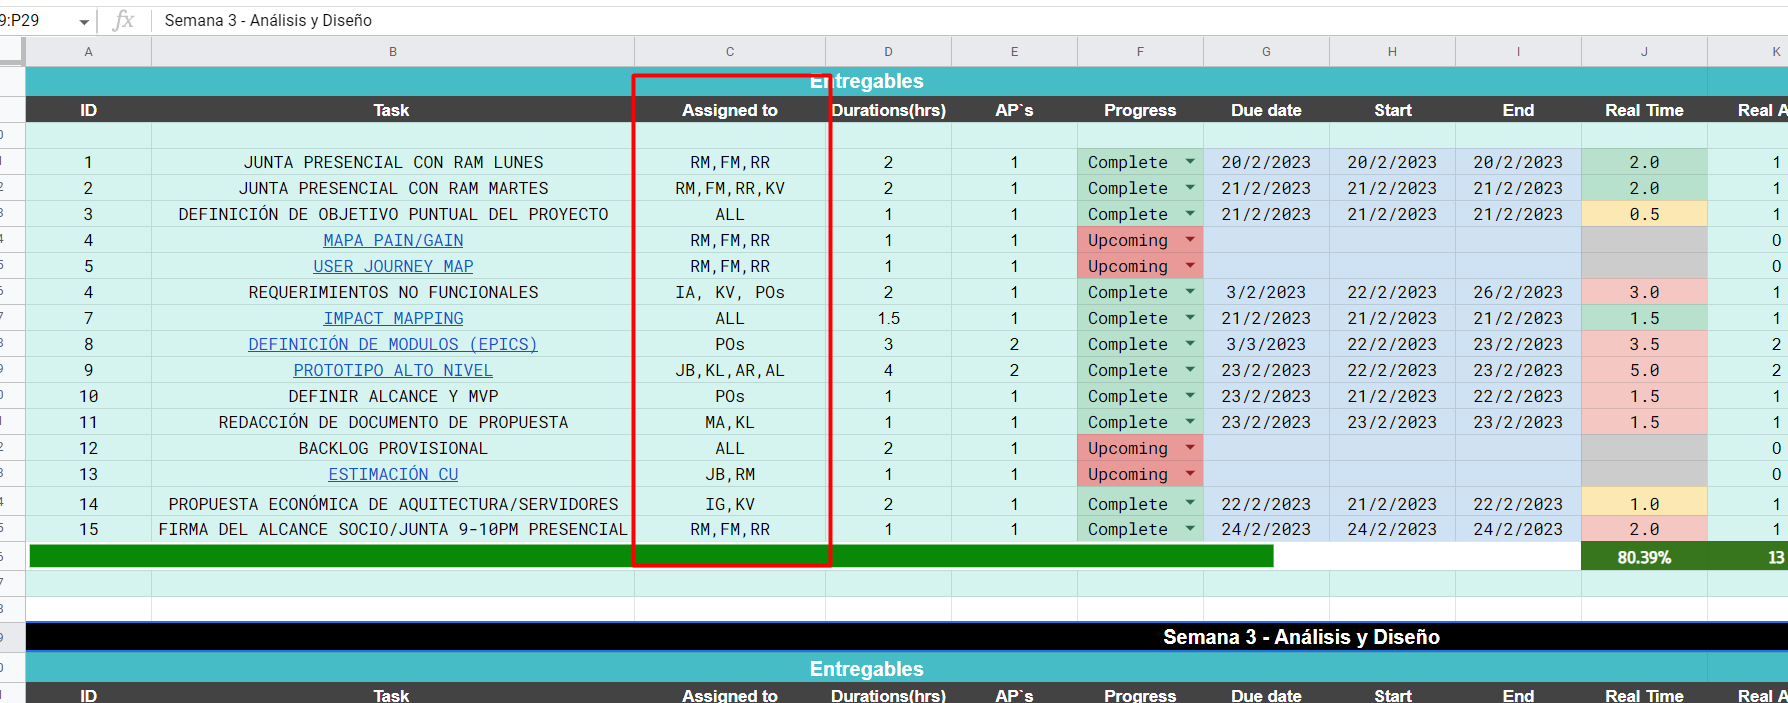 9:P29 fx Semana 3 - Análisis y Diseño
A B C D E F G H I J K
Entregables
ID Task Assigned to Durations(hrs) AP`s Progress Due date Start End Real Time Real A
1 JUNTA PRESENCIAL CON RAM LUNES RM,FM,RR 2 1 Complete 20/2/2023 20/2/2023 20/2/2023 2.0 1
2 JUNTA PRESENCIAL CON RAM MARTES RM,FM,RR,KV 2 1 Complete 21/2/2023 21/2/2023 21/2/2023 2.0 1
3 DEFINICIÓN DE OBJETIVO PUNTUAL DEL PROYECTO ALL 1 1 Complete 21/2/2023 21/2/2023 21/2/2023 0.5 1
4 MAPA PAIN/GAIN RM,FM,RR 1 1 Upcoming 0
5 USER JOURNEY MAP RM,FM,RR 1 1 Upcoming 0
4 REQUERIMIENTOS NO FUNCIONALES IA, KV, POs 2 1 Complete 3/2/2023 22/2/2023 26/2/2023 3.0 1
7 IMPACT MAPPING ALL 1.5 1 Complete 21/2/2023 21/2/2023 21/2/2023 1.5 1
8 DEFINICIÓN DE MODULOS (EPICS) POs 3 2 Complete 3/3/2023 22/2/2023 23/2/2023 3.5 2
9 PROTOTIPO ALTO NIVEL JB,KL,AR,AL 4 2 Complete 23/2/2023 22/2/2023 23/2/2023 5.0 2
10 DEFINIR ALCANCE Y MVP POs 1 1 Complete 23/2/2023 21/2/2023 22/2/2023 1.5 1
11 REDACCIÓN DE DOCUMENTO DE PROPUESTA MA,KL 1 1 Complete 23/2/2023 23/2/2023 23/2/2023 1.5 1
12 BACKLOG PROVISIONAL ALL 2 1 Upcoming 0
13 ESTIMACIÓN CU JB,RM 1 1 Upcoming 0
14 PROPUESTA ECONÓMICA DE AQUITECTURA/SERVIDORES IG,KV 2 1 Complete 22/2/2023 21/2/2023 22/2/2023 1.0 1
15 FIRMA DEL ALCANCE SOCIO/JUNTA 9-10PM PRESENCIAL RM,FM,RR 1 1 Complete 24/2/2023 24/2/2023 24/2/2023 2.0 1
80.39% 13
Semana 3 - Análisis y Diseño
Entregables
ID Task Assigned to Durations(hrs) AP`s Progress Due date Start End Real Time Real A